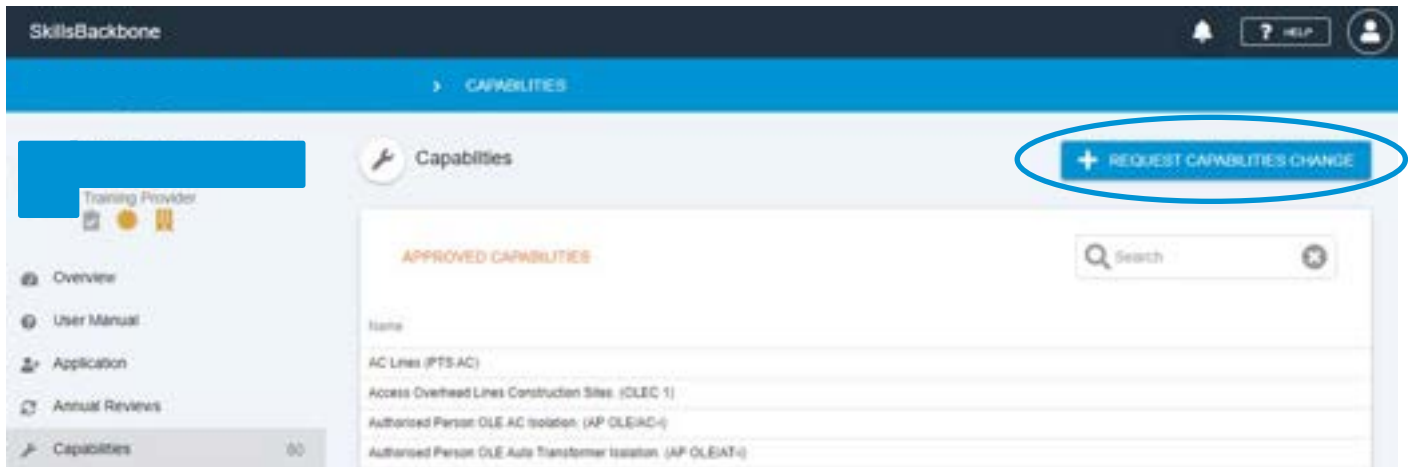 SkillsBackbone
? HELP
> CAPABILITIES
Capabilities
+ REQUEST CAPABILITIES CHANGE
Training Provider
APPROVED CAPABILITIES
Search
Overview
User Manual
Name
Application
AC Lines (PTS AC)
Annual Reviews
Access Overhead Lines Construction Sites. (OLEC 1)
Authorised Person OLE AC Isolation. (AP OLE/AC-i)
Capabilities 80
Authorised Person OLE Auto Transformer Isolation. (AP OLE/AT-i)